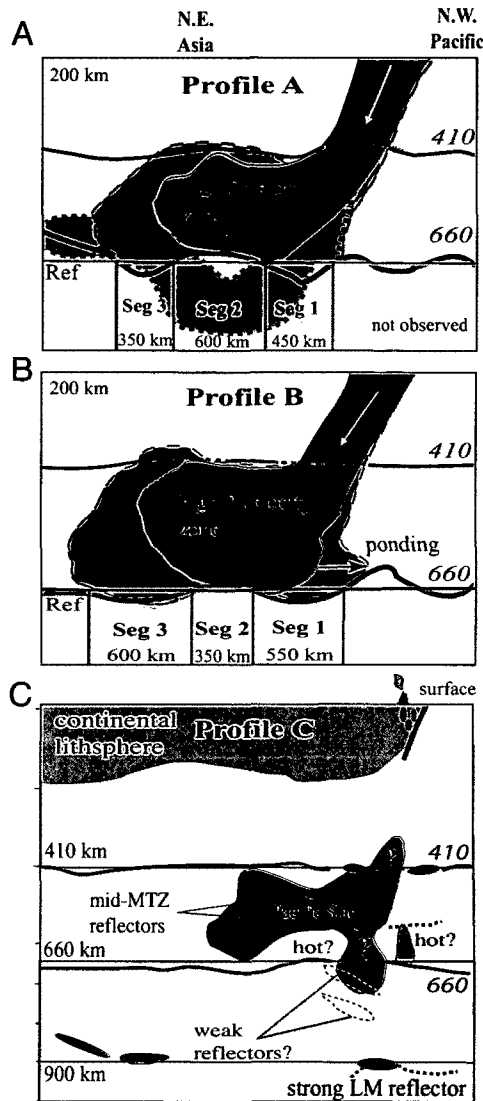 N.E.
Asia
N.W.
Pacific
A
200 km
Profile A
410
660
Ref
Seg 3
350 km
Seg 2
600 km
Seg 1
450 km
not observed
B
200 km
Profile B
410
ponding
660
Ref
Seg 3
600 km
Seg 2
350 km
Seg 1
550 km
C
surface
continental
lithsphere
Profile C
410 km
410
mid-MTZ
reflectors
hot?
hot?
660 km
660
weak
reflectors?
900 km
strong LM reflector